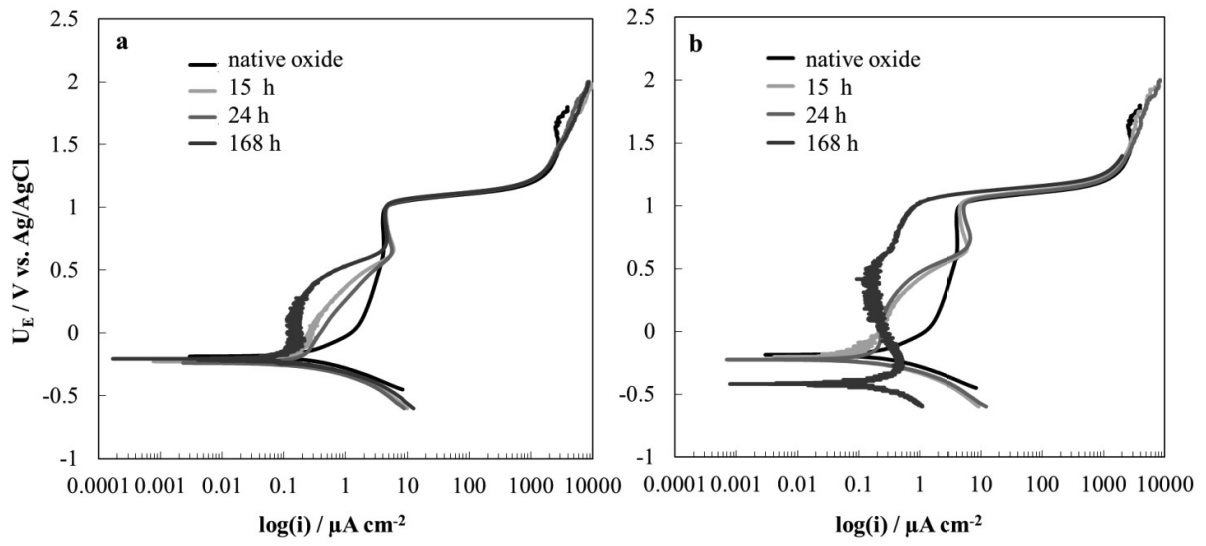 a
native oxide
15 h
24 h
168 h
2.5
2
1.5
1
0.5
0
-0.5
-1
U_E / V vs. Ag/AgCl
0.0001 0.001 0.01 0.1 1 10 100 1000 10000
log(i) / µA cm⁻²
b
native oxide
15 h
24 h
168 h
2.5
2
1.5
1
0.5
0
-0.5
-1
0.0001 0.001 0.01 0.1 1 10 100 1000 10000
log(i) / µA cm⁻²